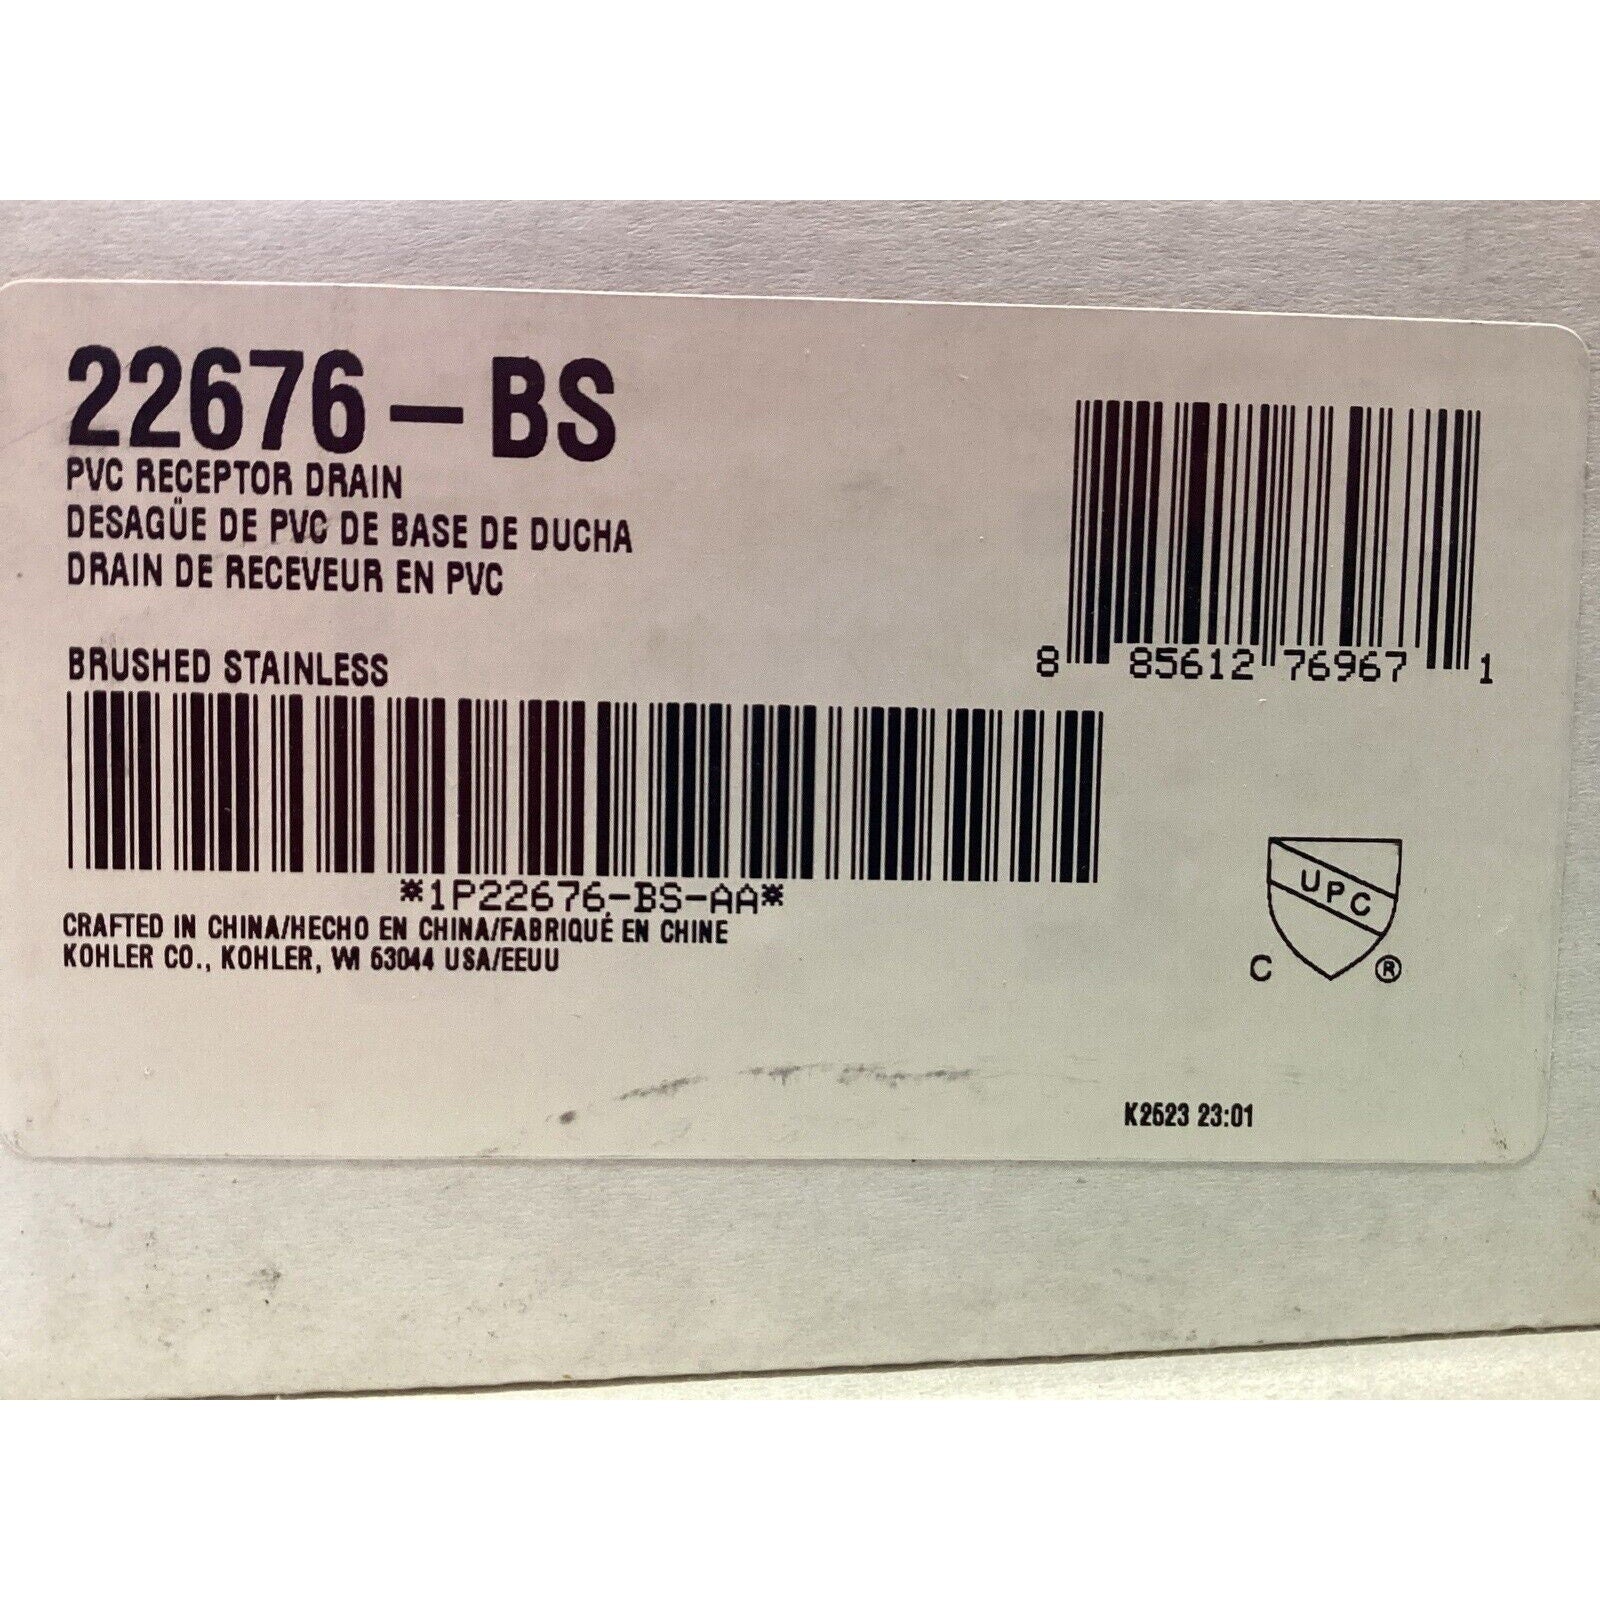 22676-BS
PVC RECEPTOR DRAIN
DESAGÜE DE PVC DE BASE DE DUCHA
DRAIN DE RECEVEUR EN PVC
BRUSHED STAINLESS
8 85612 76967 1
*1P22676-BS-AA*
CRAFTED IN CHINA/HECHO EN CHINA/FABRIQUÉ EN CHINE
KOHLER CO., KOHLER, WI 53044 USA/EEUU
UPC
C ®
K2523 23:01